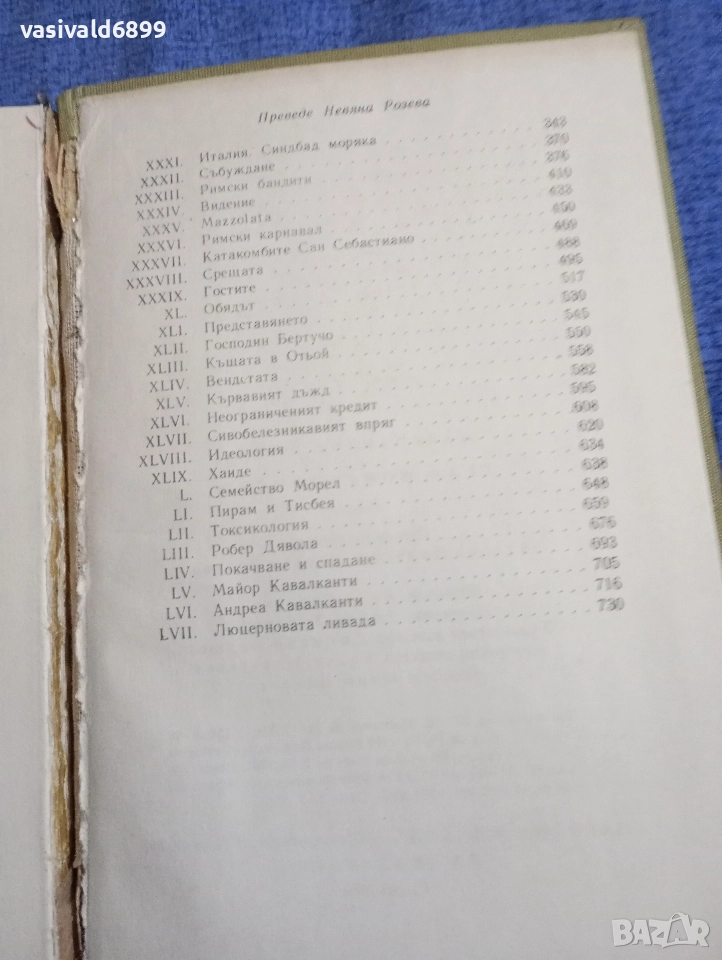 vasivald6899
Преведе Невяна Розева
XXXI. Италия. Синдбад моряка . . . . . . . . . . 343
XXXII. Събуждане . . . . . . . . . . 370
XXXIII. Римски бандити . . . . . . . . . . 376
XXXIV. Видение . . . . . . . . . . 410
XXXV. Mazzolata . . . . . . . . . . 433
XXXVI. Римски карнавал . . . . . . . . . . 450
XXXVII. Катакомбите Сан Себастиано . . . . . . . . . . 469
XXXVIII. Срещата . . . . . . . . . . 488
XXXIX. Гостите . . . . . . . . . . 495
XL. Обядът . . . . . . . . . . 517
XLI. Представянето . . . . . . . . . . 530
XLII. Господин Бертучо . . . . . . . . . . 545
XLIII. Къщата в Отьой . . . . . . . . . . 550
XLIV. Вендетата . . . . . . . . . . 558
XLV. Кървавият дъжд . . . . . . . . . . 582
XLVI. Неограниченият кредит . . . . . . . . . . 595
XLVII. Сивобелезникавият впряг . . . . . . . . . . 608
XLVIII. Идеология . . . . . . . . . . 620
XLIX. Хаиде . . . . . . . . . . 634
L. Семейство Морел . . . . . . . . . . 638
LI. Пирам и Тисбея . . . . . . . . . . 648
LII. Токсикология . . . . . . . . . . 659
LIII. Робер Дявола . . . . . . . . . . 676
LIV. Покачване и спадане . . . . . . . . . . 693
LV. Майор Кавалканти . . . . . . . . . . 705
LVI. Андреа Кавалканти . . . . . . . . . . 716
LVII. Люцерновата ливада . . . . . . . . . . 730
BAZAR